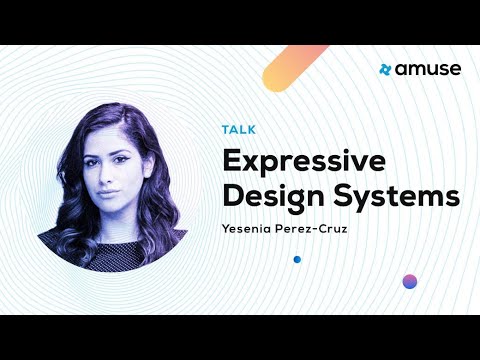 amuse
TALK
Expressive
Design Systems
Yesenia Perez-Cruz